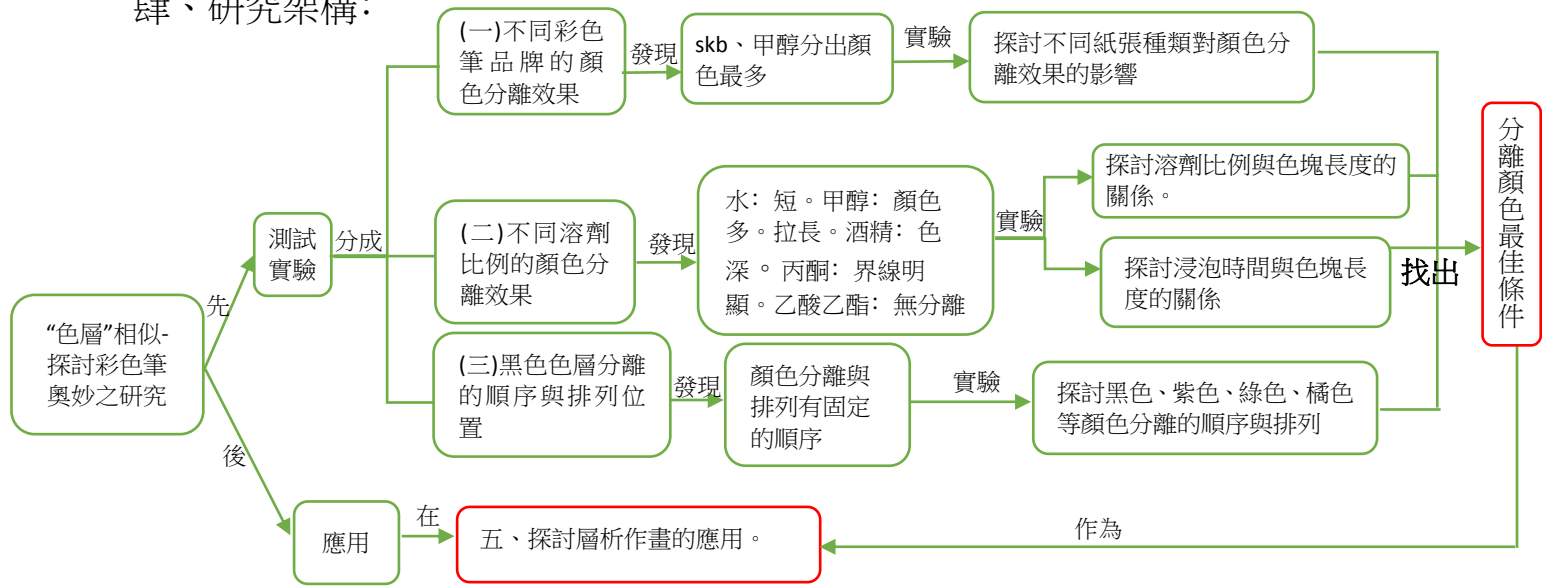 肆、研究架構：
(一)不同彩色
筆品牌的顏
色分離效果
發現
skb、甲醇分出顏
色最多
實驗
探討不同紙張種類對顏色分
離效果的影響
測試
實驗
分成
(二)不同溶劑
比例的顏色分
離效果
發現
水：短。甲醇：顏色
多。拉長。酒精：色
深。丙酮：界線明
顯。乙酸乙酯：無分離
實驗
探討溶劑比例與色塊長度的
關係。
探討浸泡時間與色塊長
度的關係
找出
分離顏色最佳條件
“色層”相似-
探討彩色筆
奧妙之研究
先
後
(三)黑色色層分離
的順序與排列位
置
發現
顏色分離與
排列有固定
的順序
實驗
探討黑色、紫色、綠色、橘色
等顏色分離的順序與排列
應用
在
五、探討層析作畫的應用。
作為